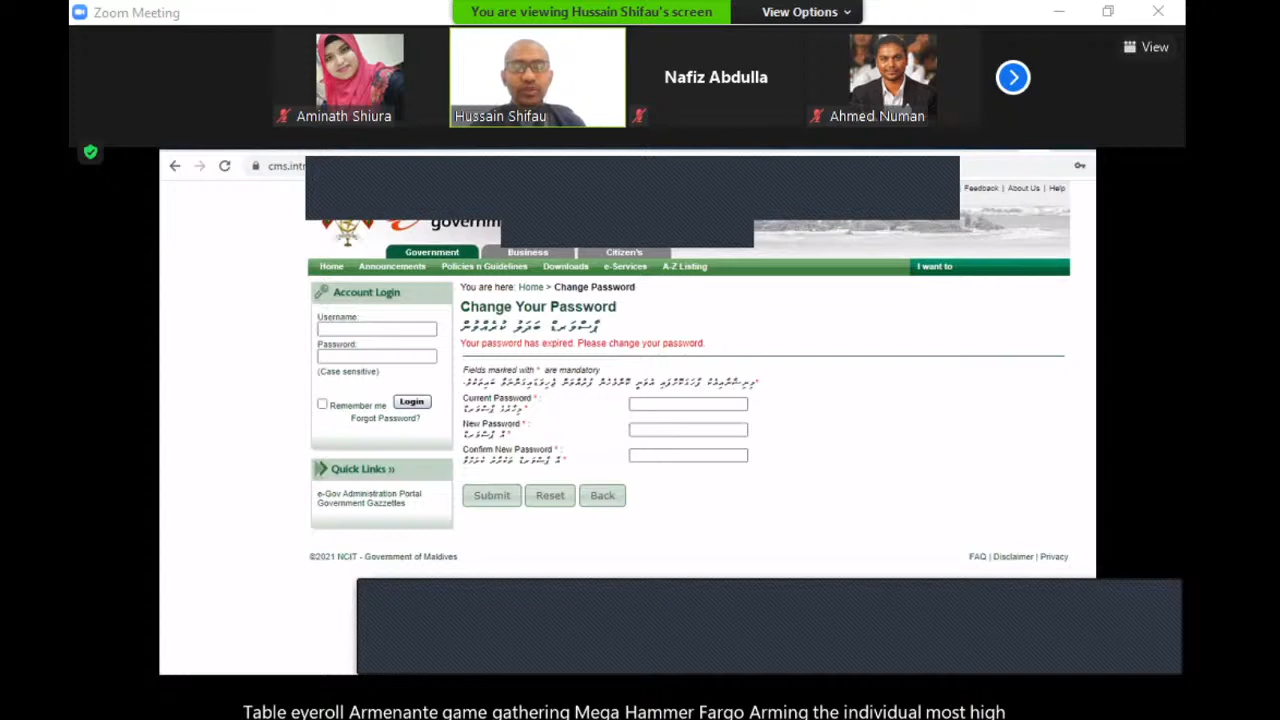 Zoom Meeting
You are viewing Hussain Shifau's screen
View Options
View
Aminath Shiura
Hussain Shifau
Nafiz Abdulla
Ahmed Numan
Feedback | About Us | Help
Government
Business
Citizen's
Home Announcements Policies n Guidelines Downloads e-Services A-Z Listing
I want to
Account Login
Username:
Password:
(Case sensitive)
Remember me
Login
Forgot Password?
Quick Links »
e-Gov Administration Portal
Government Gazzettes
You are here: Home > Change Password
Change Your Password
ޕާސްވަރޑް ބަދަލު ކުރެއްވުން
Your password has expired. Please change your password.
Fields marked with * are mandatory
Current Password * :
New Password * :
* އާ ޕާސްވަރޑް
Confirm New Password * :
Submit
Reset
Back
©2021 NCIT - Government of Maldives
FAQ | Disclaimer | Privacy
Table eyeroll Armenante game gathering Mega Hammer Fargo Arming the individual most high